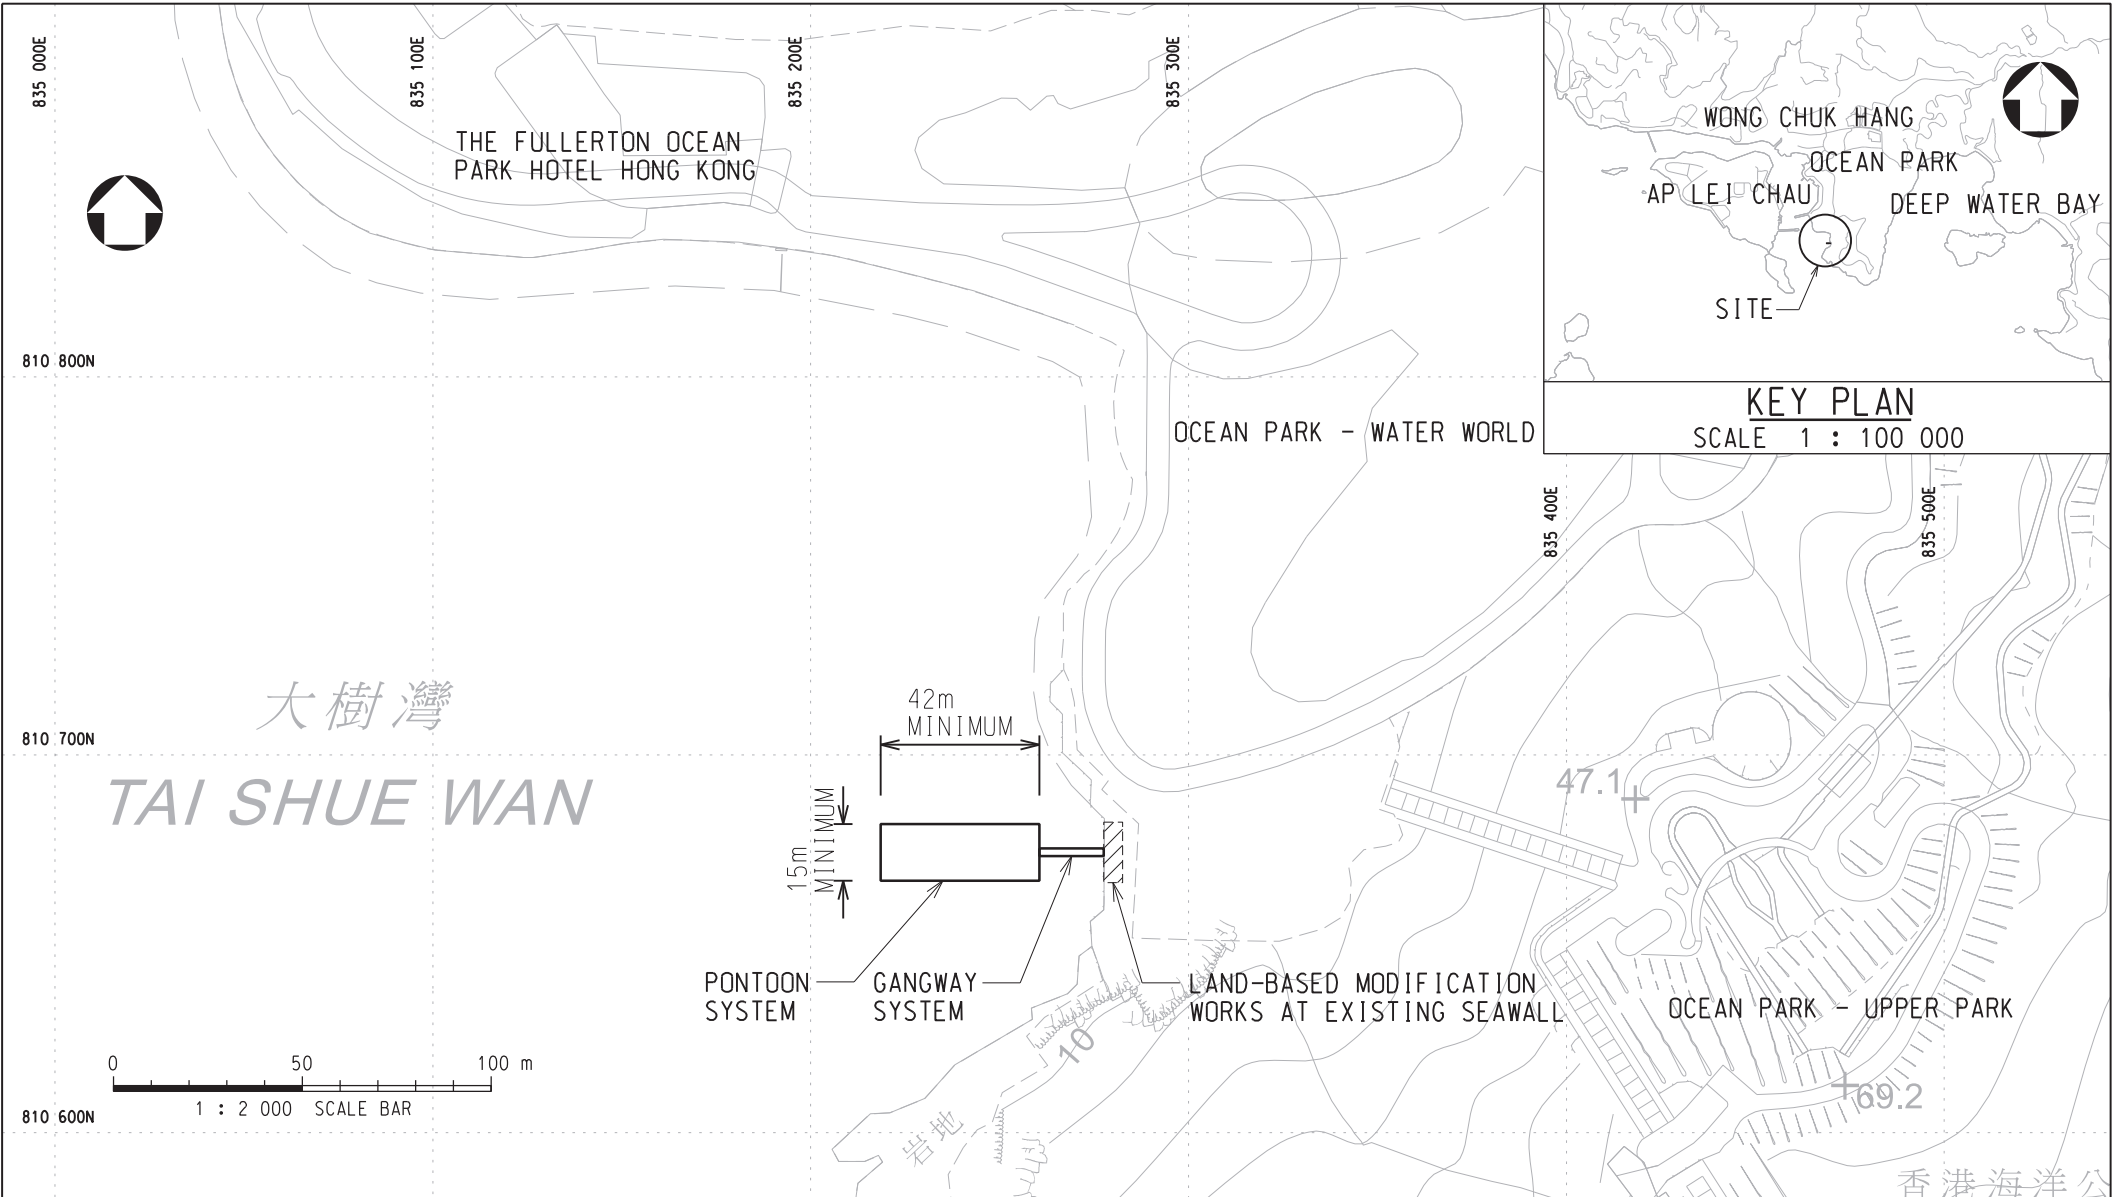 835 000E
835 100E
835 200E
835 300E
THE FULLERTON OCEAN
PARK HOTEL HONG KONG
WONG CHUK HANG
OCEAN PARK
AP LEI CHAU
DEEP WATER BAY
SITE
KEY PLAN
SCALE 1 : 100 000
810 800N
OCEAN PARK - WATER WORLD
835 400E
835 500E
大樹灣
TAI SHUE WAN
810 700N
42m
MINIMUM
15m
MINIMUM
47.1
PONTOON
SYSTEM
GANGWAY
SYSTEM
LAND-BASED MODIFICATION
WORKS AT EXISTING SEAWALL
OCEAN PARK - UPPER PARK
10
0 50 100 m
1 : 2 000 SCALE BAR
69.2
810 600N
岩地
香港海洋公